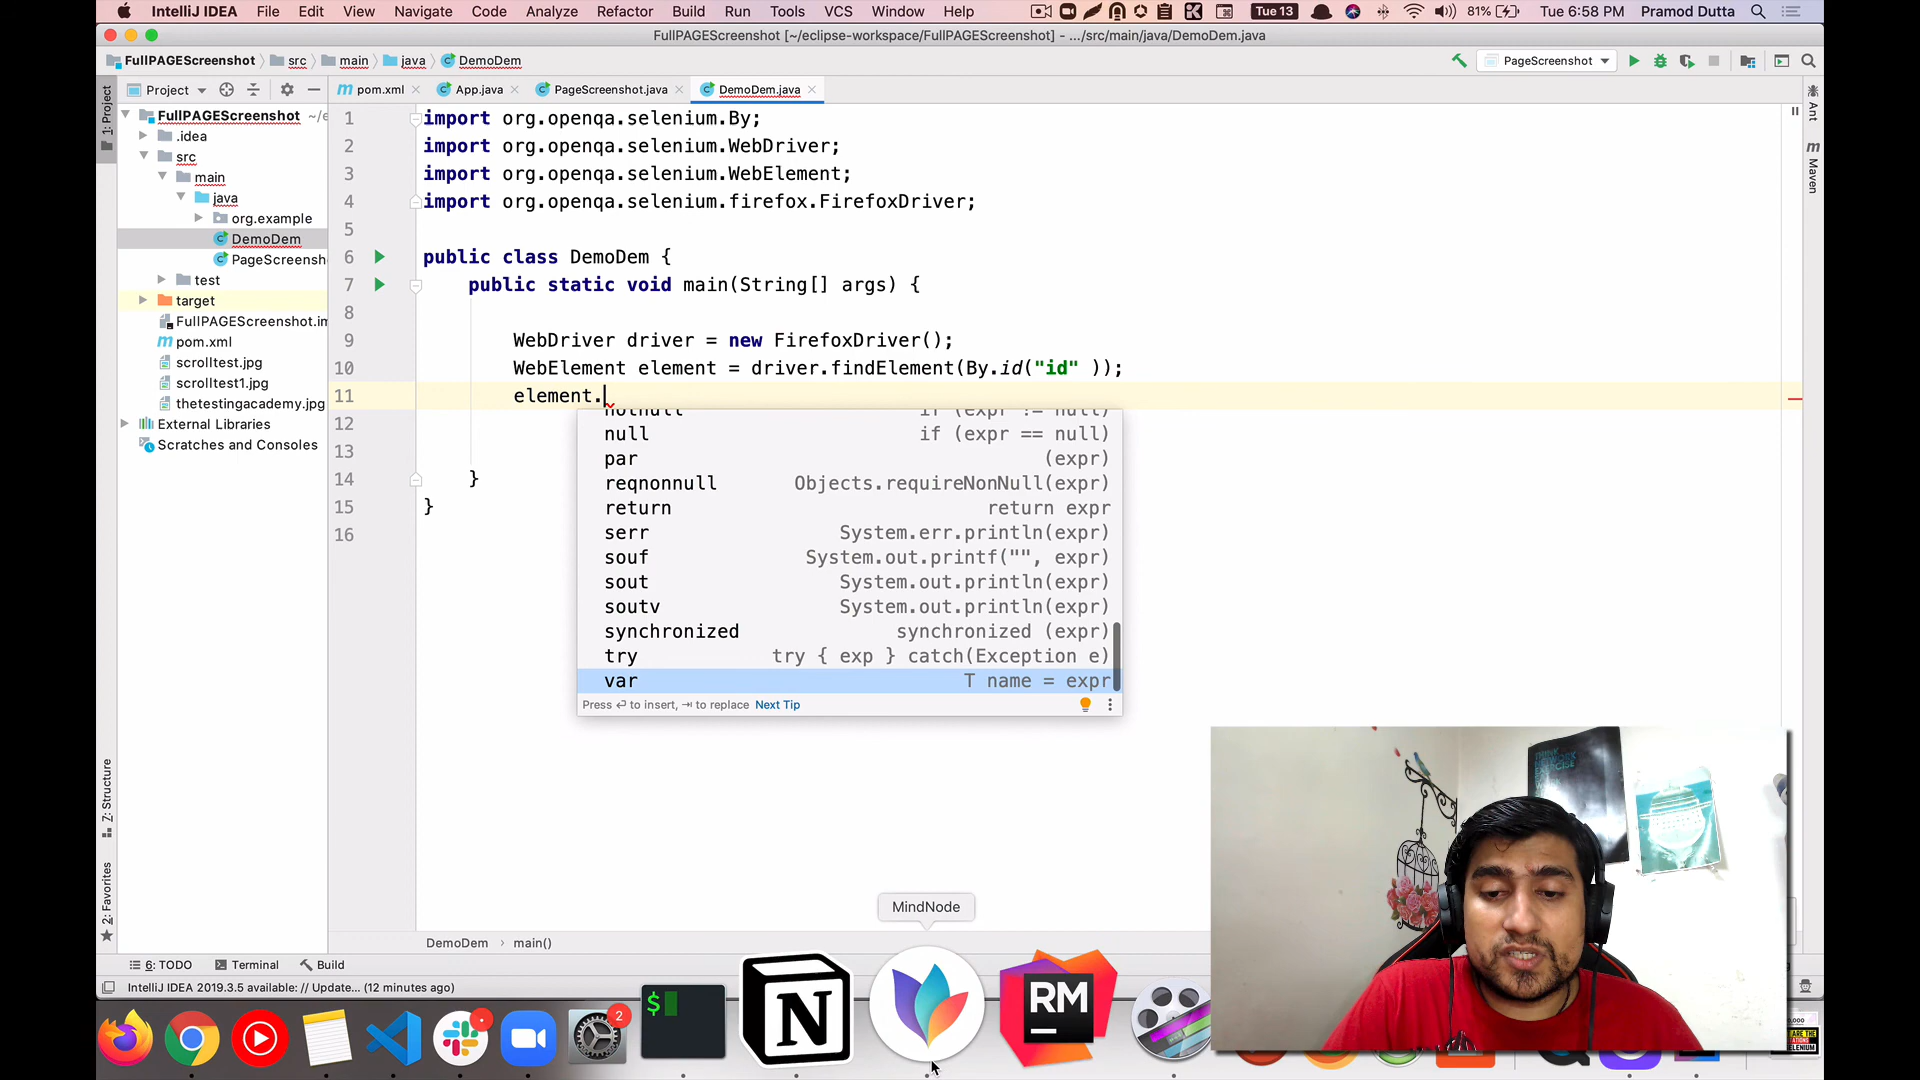 IntelliJ IDEA File Edit View Navigate Code Analyze Refactor Build Run Tools VCS Window Help Tue 13 81% Tue 6:58 PM Pramod Dutta
FullPAGEScreenshot [~/eclipse-workspace/FullPAGEScreenshot] - .../src/main/java/DemoDem.java
FullPAGEScreenshot src main java DemoDem PageScreenshot
Project pom.xml App.java PageScreenshot.java DemoDem.java
1: Project
Ant
Maven
FullPAGEScreenshot ~/e
.idea
src
main
java
org.example
DemoDem
PageScreensh
test
target
FullPAGEScreenshot.im
pom.xml
scrolltest.jpg
scrolltest1.jpg
thetestingacademy.jpg
External Libraries
Scratches and Consoles
1 import org.openqa.selenium.By;
2 import org.openqa.selenium.WebDriver;
3 import org.openqa.selenium.WebElement;
4 import org.openqa.selenium.firefox.FirefoxDriver;
5
6 public class DemoDem {
7 public static void main(String[] args) {
8
9 WebDriver driver = new FirefoxDriver();
10 WebElement element = driver.findElement(By.id("id" ));
11 element.
12
13
14 }
15 }
16
notnull if (expr != null)
null if (expr == null)
par (expr)
reqnonnull Objects.requireNonNull(expr)
return return expr
serr System.err.println(expr)
souf System.out.printf("", expr)
sout System.out.println(expr)
soutv System.out.println(expr)
synchronized synchronized (expr)
try try { exp } catch(Exception e)
var T name = expr
Press ⏎ to insert, ⇥ to replace Next Tip
Z: Structure
2: Favorites
MindNode
DemoDem › main()
6: TODO Terminal Build
IntelliJ IDEA 2019.3.5 available: // Update... (12 minutes ago)
2
$
N
RM